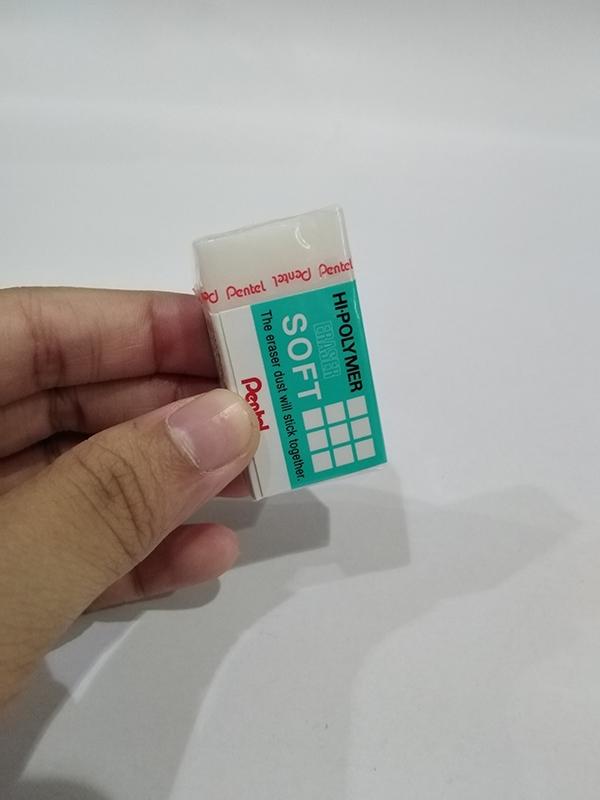 Pentel Pentel Pentel
HI-POLYMER
ERASER
SOFT
The eraser dust will stick together.
Pentel